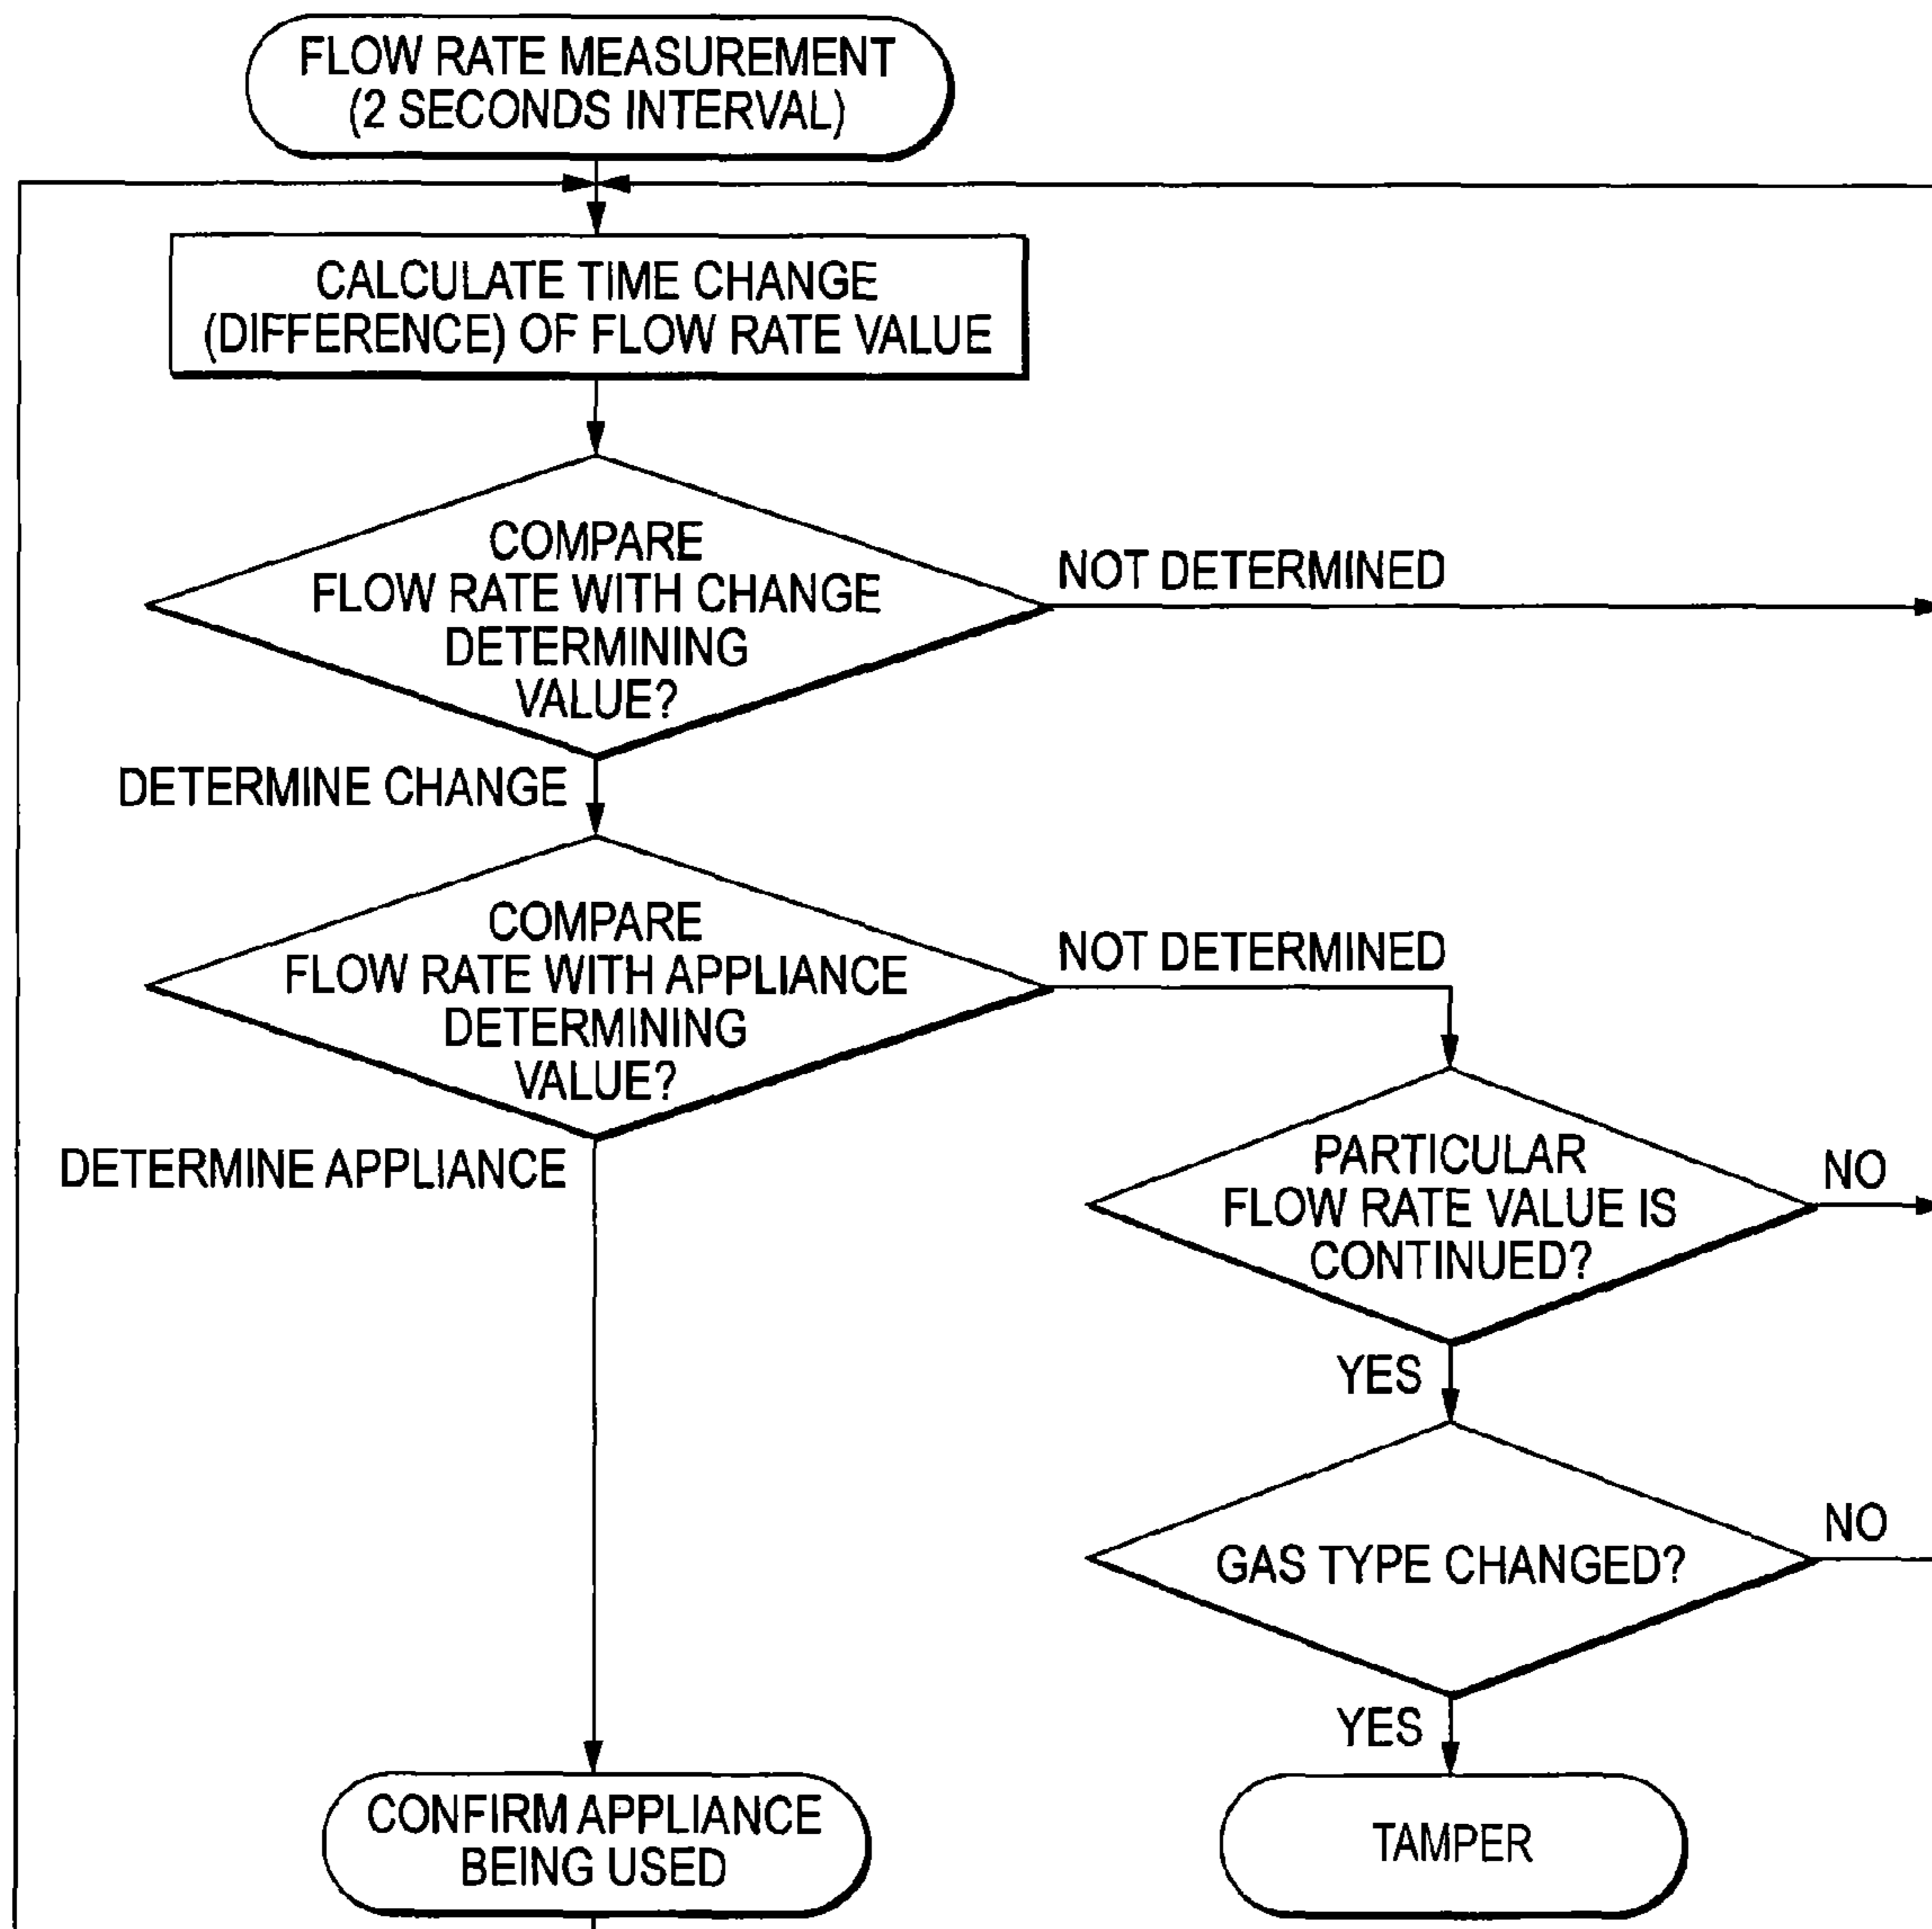 FLOW RATE MEASUREMENT
(2 SECONDS INTERVAL)
CALCULATE TIME CHANGE
(DIFFERENCE) OF FLOW RATE VALUE
COMPARE
FLOW RATE WITH CHANGE
DETERMINING
VALUE?
NOT DETERMINED
DETERMINE CHANGE
COMPARE
FLOW RATE WITH APPLIANCE
DETERMINING
VALUE?
NOT DETERMINED
DETERMINE APPLIANCE
PARTICULAR
FLOW RATE VALUE IS
CONTINUED?
NO
YES
GAS TYPE CHANGED?
NO
YES
CONFIRM APPLIANCE
BEING USED
TAMPER